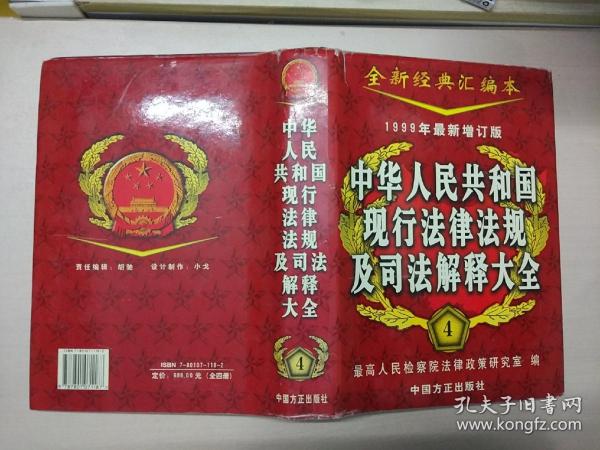 全新经典汇编本
1999年最新增订版
中华人民共和国
现行法律法规
及司法解释大全
4
最高人民检察院法律政策研究室 编
中国方正出版社
中华
人民
共和国
现行
法律
法规
及司法
解释
大全
4
中国方正出版社
责任编辑:胡驰 设计制作:小戈
ISBN 7-80107-118-2
定价:980.00元(全四册)
孔夫子旧书网
www.kongfz.com